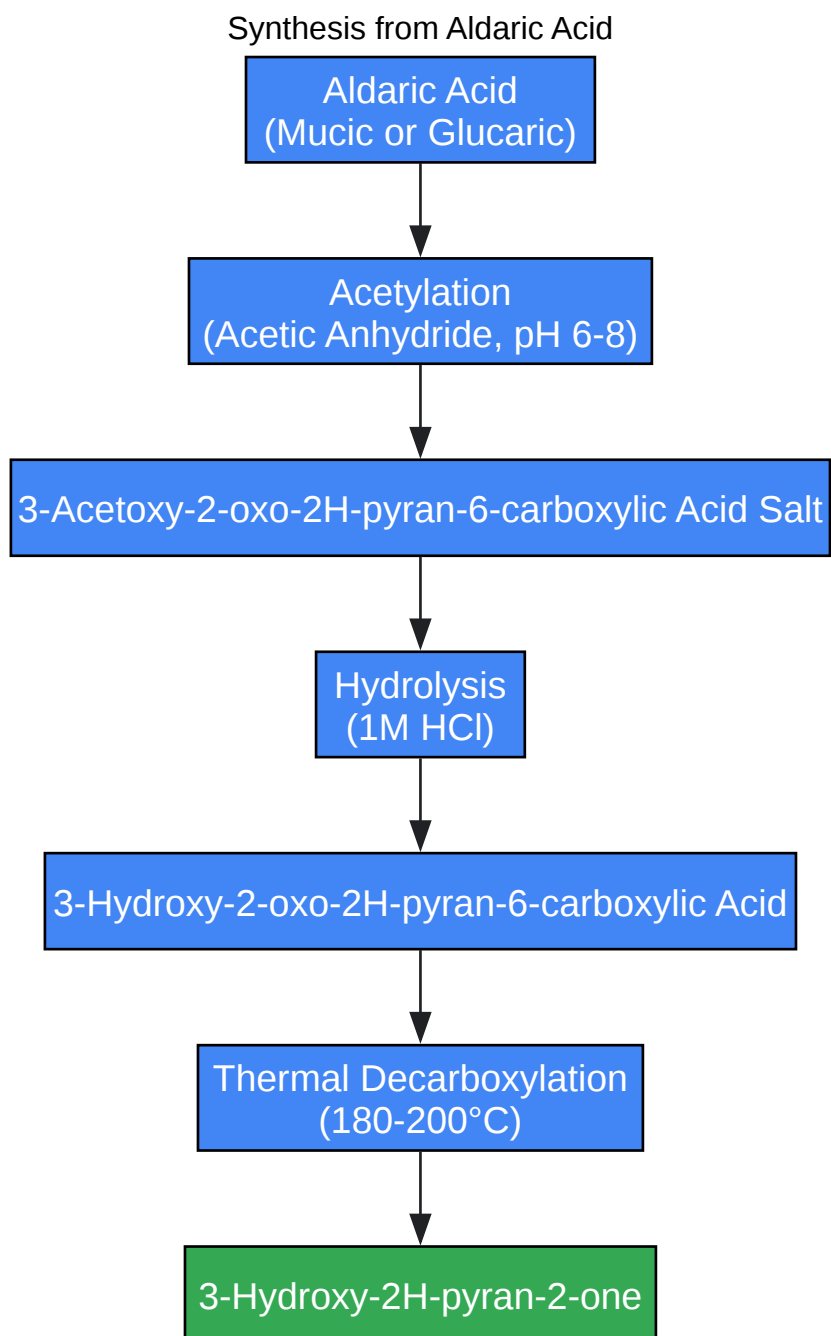 Synthesis from Aldaric Acid
Aldaric Acid
(Mucic or Glucaric)
Acetylation
(Acetic Anhydride, pH 6-8)
3-Acetoxy-2-oxo-2H-pyran-6-carboxylic Acid Salt
Hydrolysis
(1M HCl)
3-Hydroxy-2-oxo-2H-pyran-6-carboxylic Acid
Thermal Decarboxylation
(180-200°C)
3-Hydroxy-2H-pyran-2-one